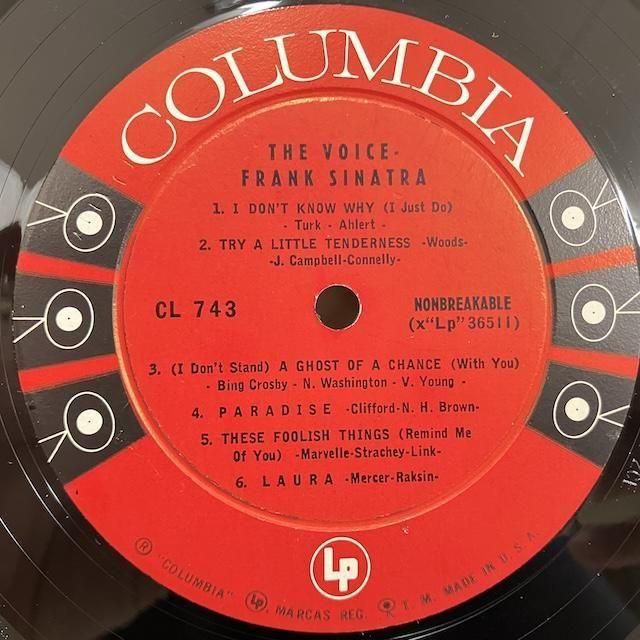 COLUMBIA
THE VOICE-
FRANK SINATRA
1. I DON'T KNOW WHY (I Just Do)
- Turk - Ahlert -
2. TRY A LITTLE TENDERNESS -Woods-
-J. Campbell-Connelly-
CL 743
NONBREAKABLE
(x"Lp"36511)
3. (I Don't Stand) A GHOST OF A CHANCE (With You)
- Bing Crosby - N. Washington - V. Young -
4. PARADISE -Clifford-N. H. Brown-
5. THESE FOOLISH THINGS (Remind Me
Of You) -Marvelle-Strachey-Link-
6. LAURA -Mercer-Raksin-
Lp
® "COLUMBIA" Lp, MARCAS REG. T. M. MADE IN U. S. A.